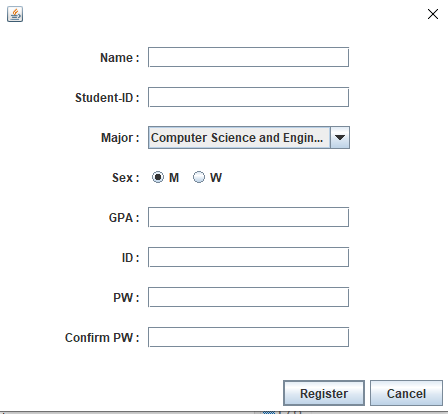 Name :
Student-ID :
Major : Computer Science and Engin...
Sex : M W
GPA :
ID :
PW :
Confirm PW :
Register Cancel